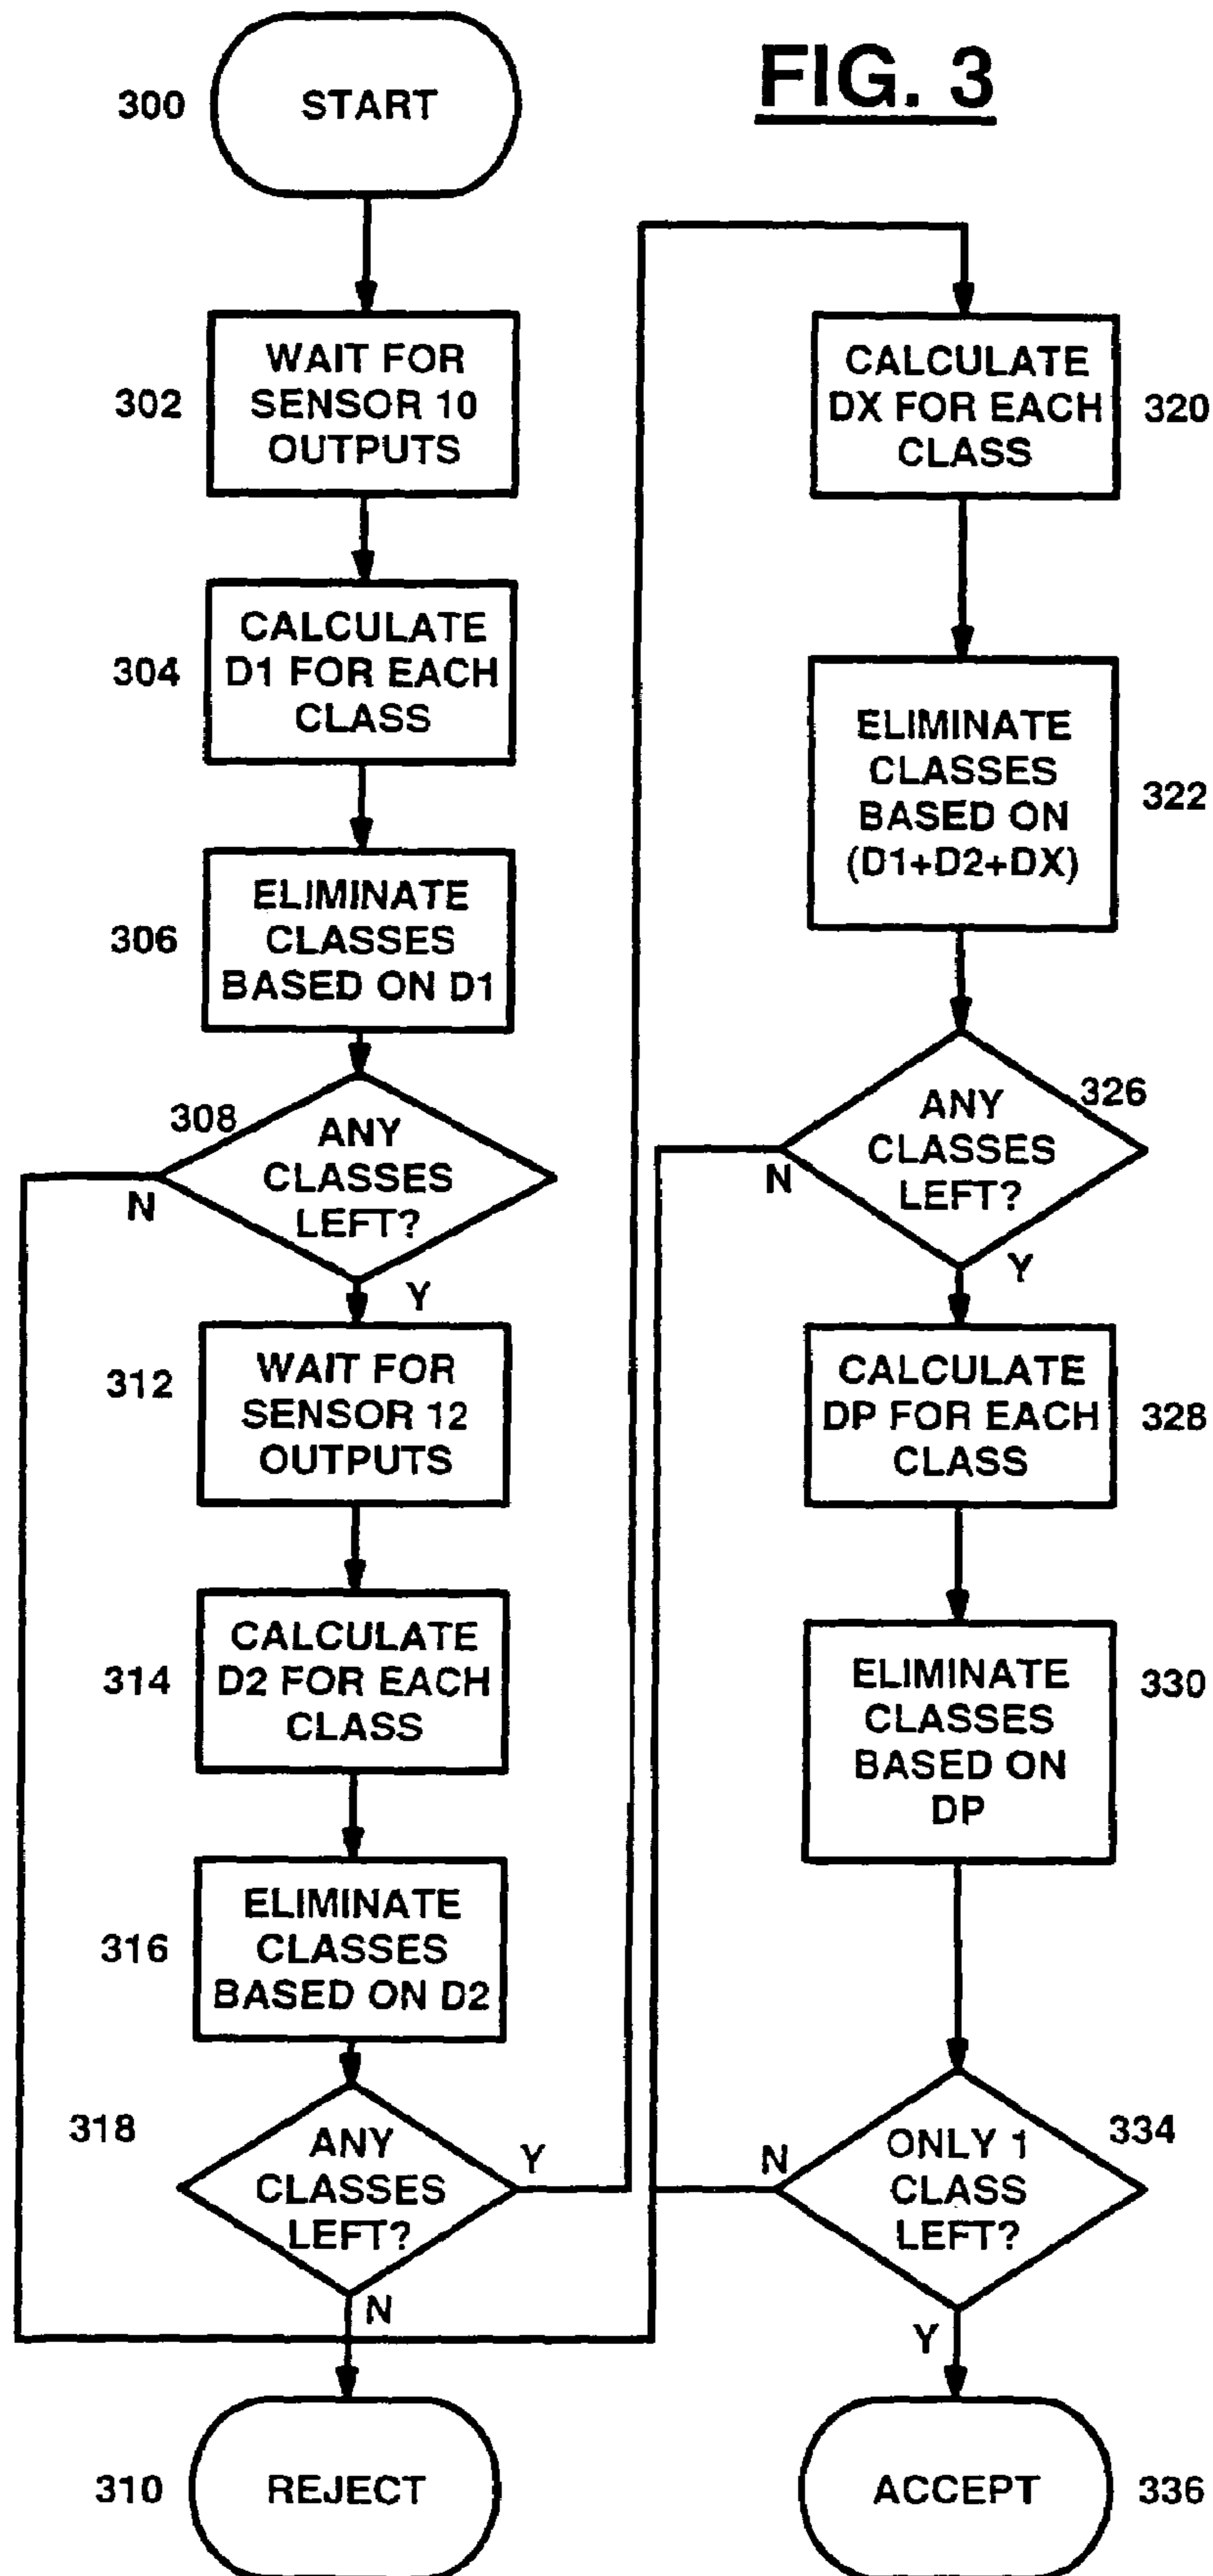 FIG. 3
300
START
302
WAIT FOR
SENSOR 10
OUTPUTS
304
CALCULATE
D1 FOR EACH
CLASS
306
ELIMINATE
CLASSES
BASED ON D1
308
ANY
CLASSES
LEFT?
N
Y
312
WAIT FOR
SENSOR 12
OUTPUTS
314
CALCULATE
D2 FOR EACH
CLASS
316
ELIMINATE
CLASSES
BASED ON D2
318
ANY
CLASSES
LEFT?
Y
N
310
REJECT
CALCULATE
DX FOR EACH
CLASS
320
ELIMINATE
CLASSES
BASED ON
(D1+D2+DX)
322
326
ANY
CLASSES
LEFT?
N
Y
CALCULATE
DP FOR EACH
CLASS
328
ELIMINATE
CLASSES
BASED ON
DP
330
334
ONLY 1
CLASS
LEFT?
N
Y
ACCEPT
336